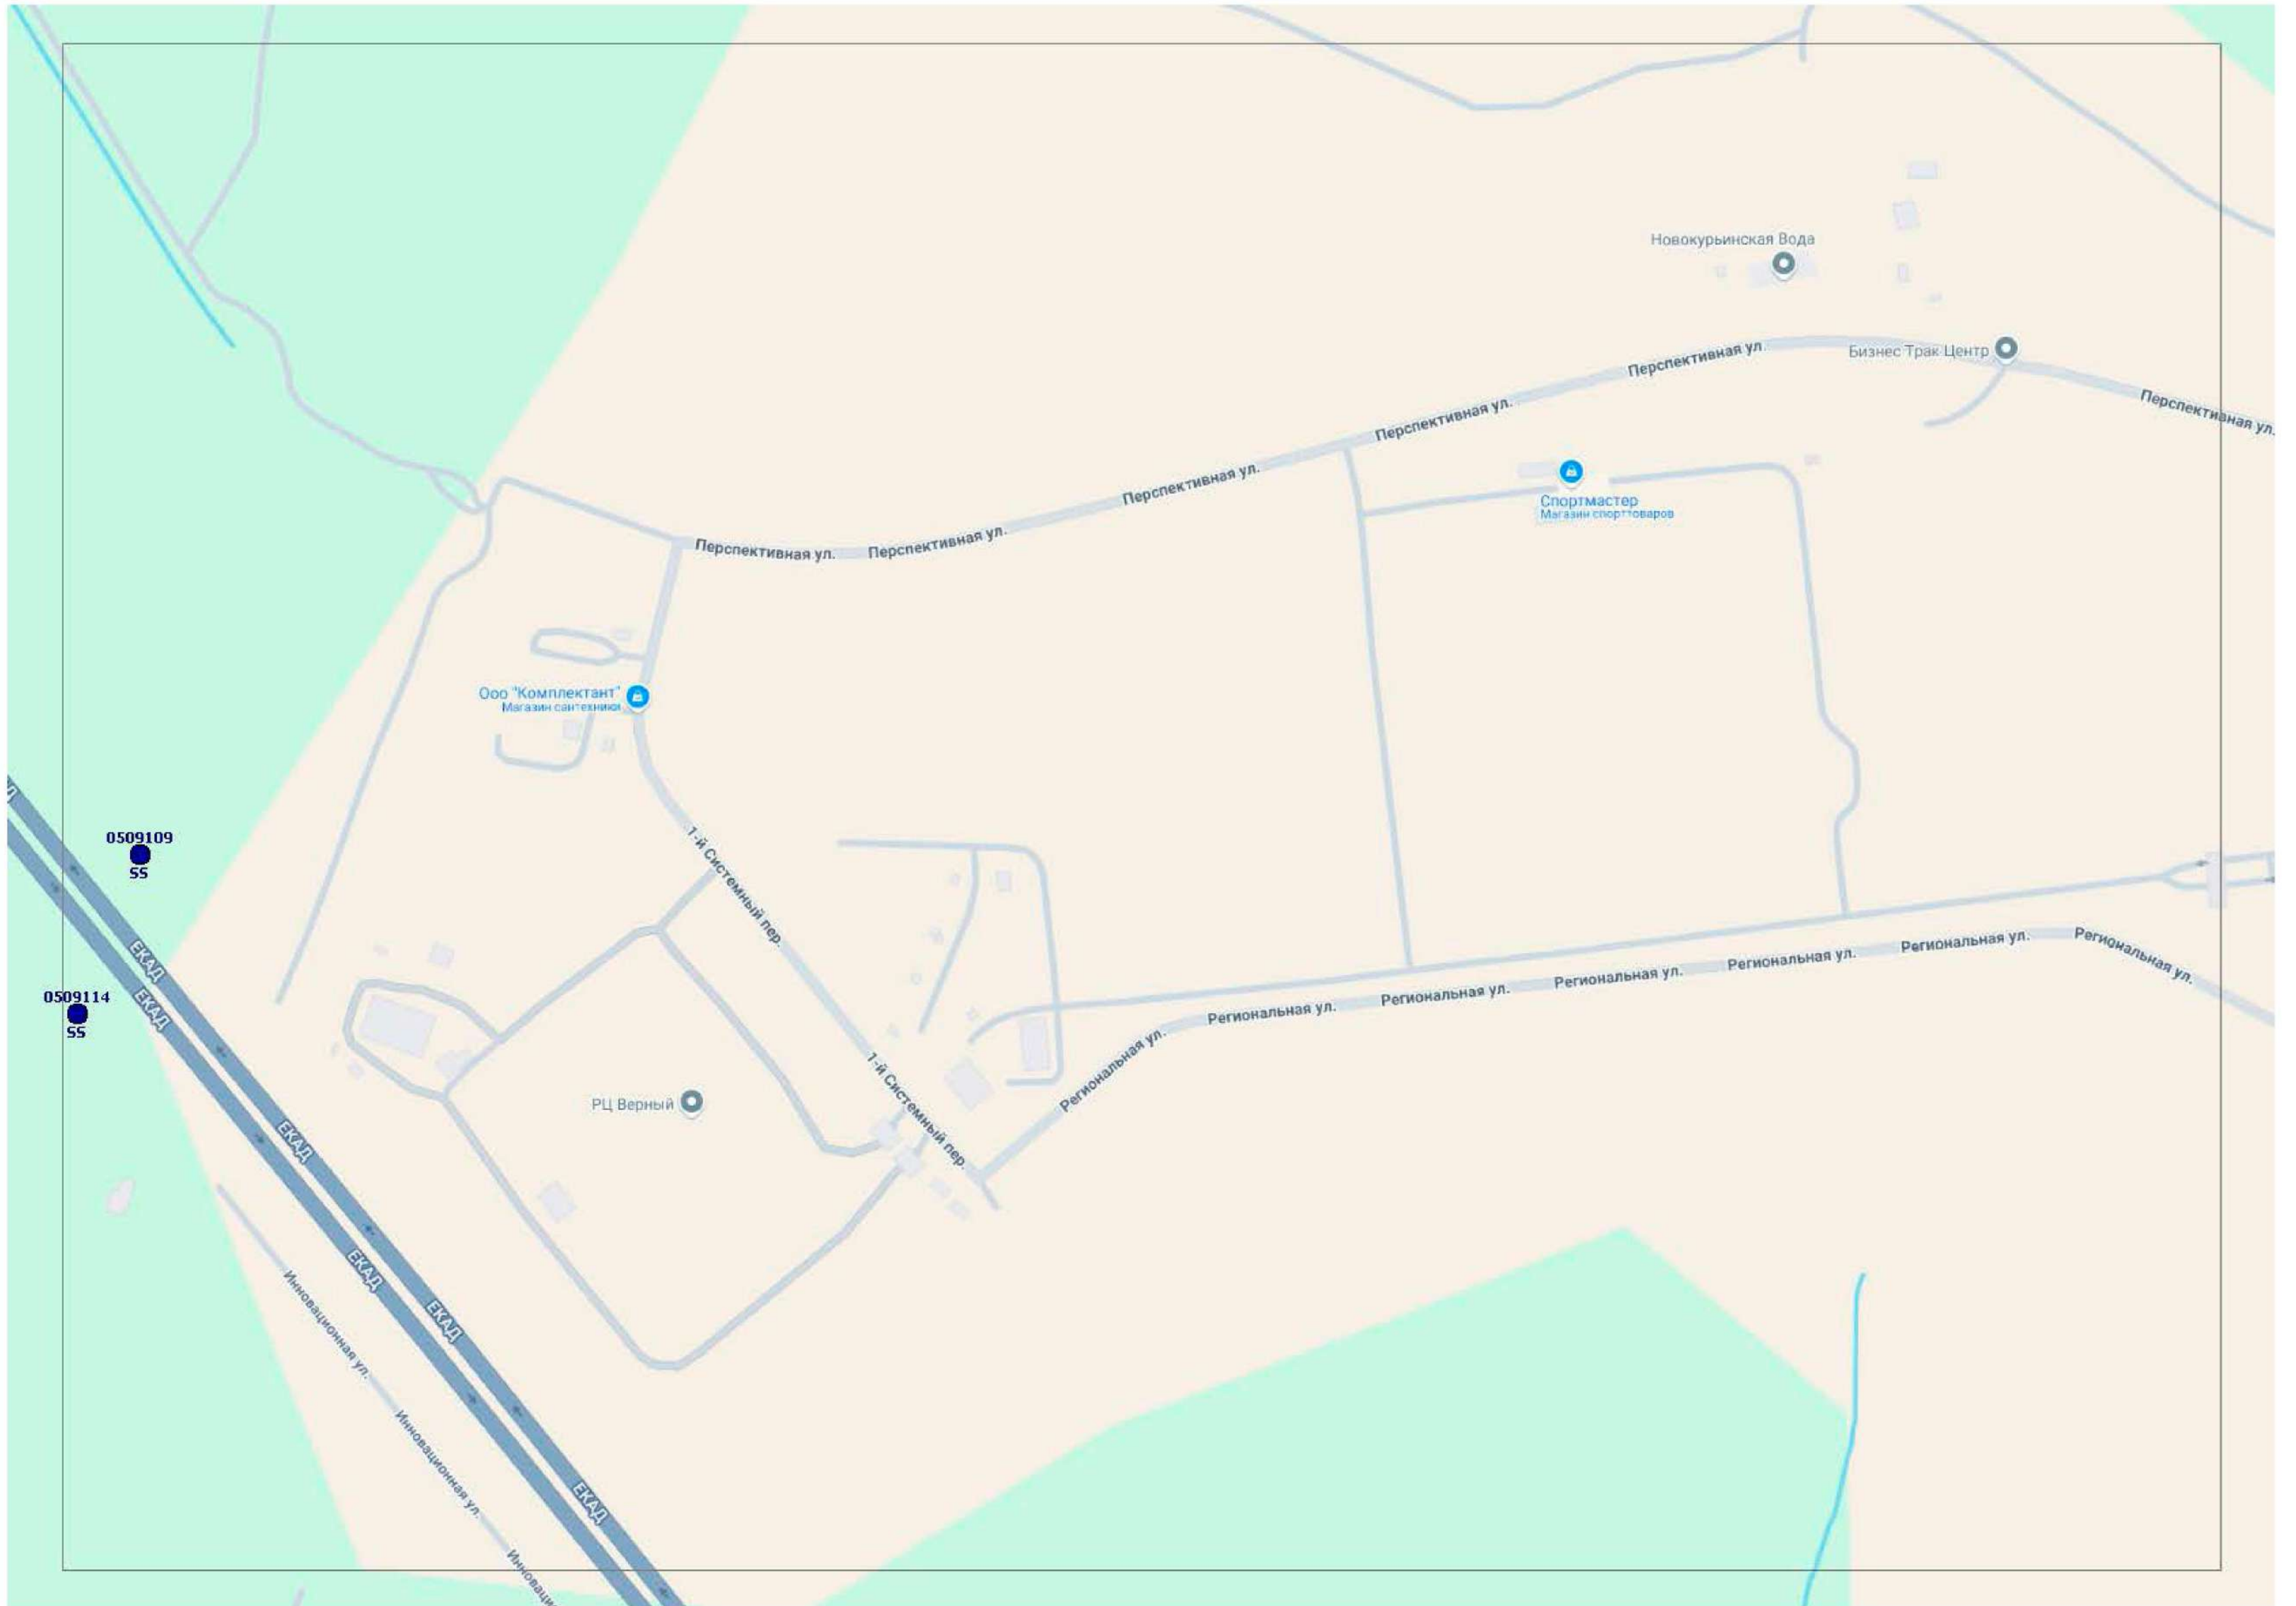 Новокурьинская Вода
Бизнес Трак Центр
Перспективная ул.
Перспективная ул.
Перспективная ул.
Перспективная ул.
Перспективная ул.
Перспективная ул.
Спортмастер
Магазин спорттоваров
Ооо "Комплектант"
Магазин сантехники
0509109
SS
1-й Системный пер.
ЕКАД
ЕКАД
0509114
SS
Региональная ул.
Региональная ул.
Региональная ул.
Региональная ул.
Региональная ул.
Региональная ул.
Региональная ул.
1-й Системный пер.
РЦ Верный
ЕКАД
ЕКАД
ЕКАД
ЕКАД
Инновационная ул.
Инновационная ул.
Инноваци